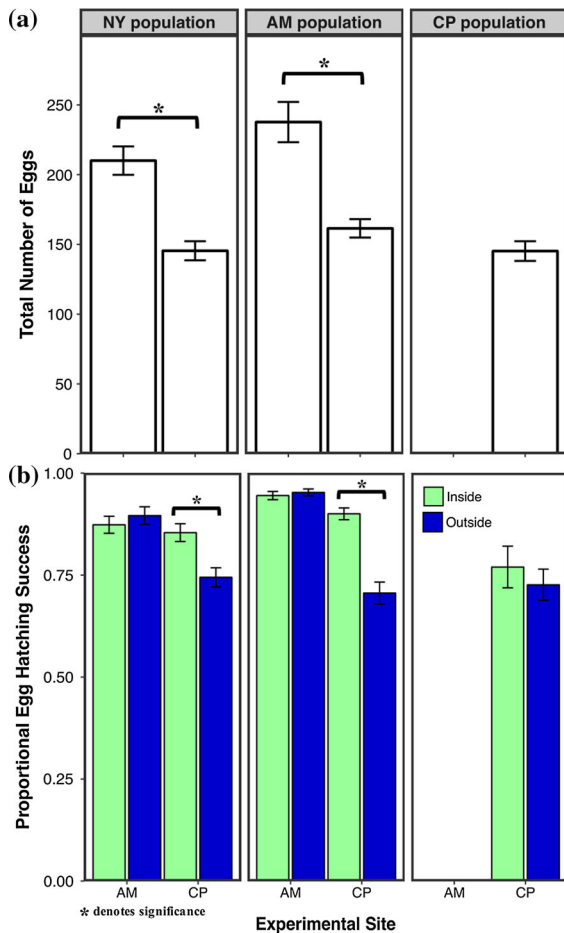 (a)
NY population
AM population
CP population
Total Number of Eggs
250
200
150
100
50
0
*
*
(b)
Proportional Egg Hatching Success
1.00
0.75
0.50
0.25
0.00
*
*
Inside
Outside
AM
CP
AM
CP
AM
CP
* denotes significance
Experimental Site